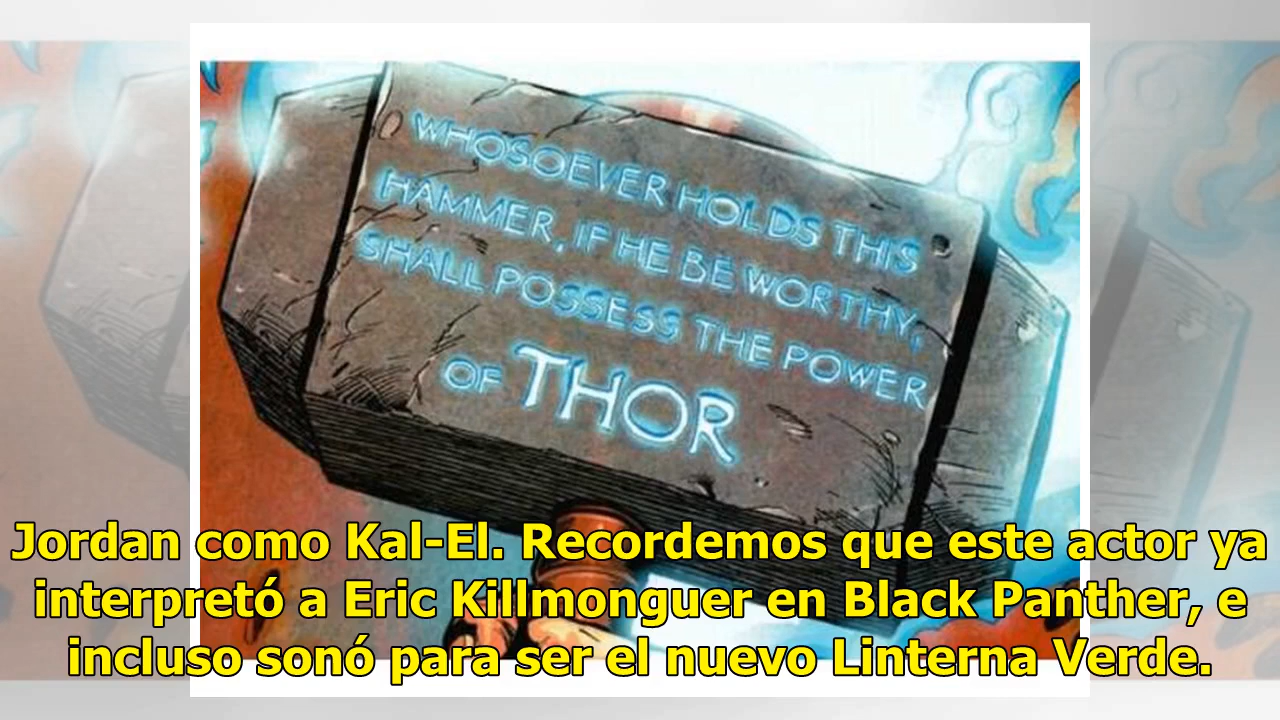 WHOSOEVER HOLDS THIS
HAMMER, IF HE BE WORTHY,
SHALL POSSESS THE POWER
OF THOR
Jordan como Kal-El. Recordemos que este actor ya
interpretó a Eric Killmonguer en Black Panther, e
incluso sonó para ser el nuevo Linterna Verde.